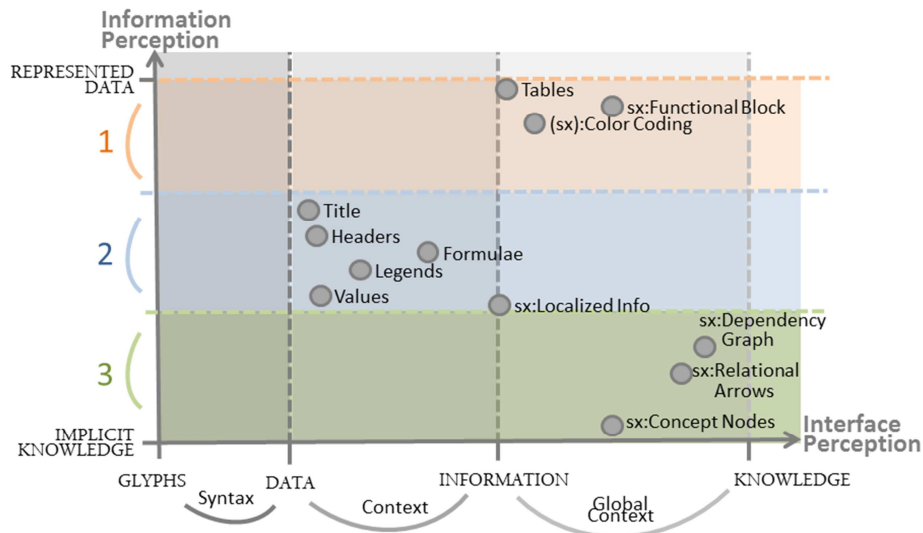 Information
Perception
REPRESENTED
DATA
Tables
sx:Functional Block
(sx):Color Coding
1
Title
Headers
2
Formulae
Legends
Values
sx:Localized Info
sx:Dependency
Graph
3
sx:Relational
Arrows
sx:Concept Nodes
Interface
Perception
IMPLICIT
KNOWLEDGE
GLYPHS
DATA
INFORMATION
KNOWLEDGE
Syntax
Context
Global
Context